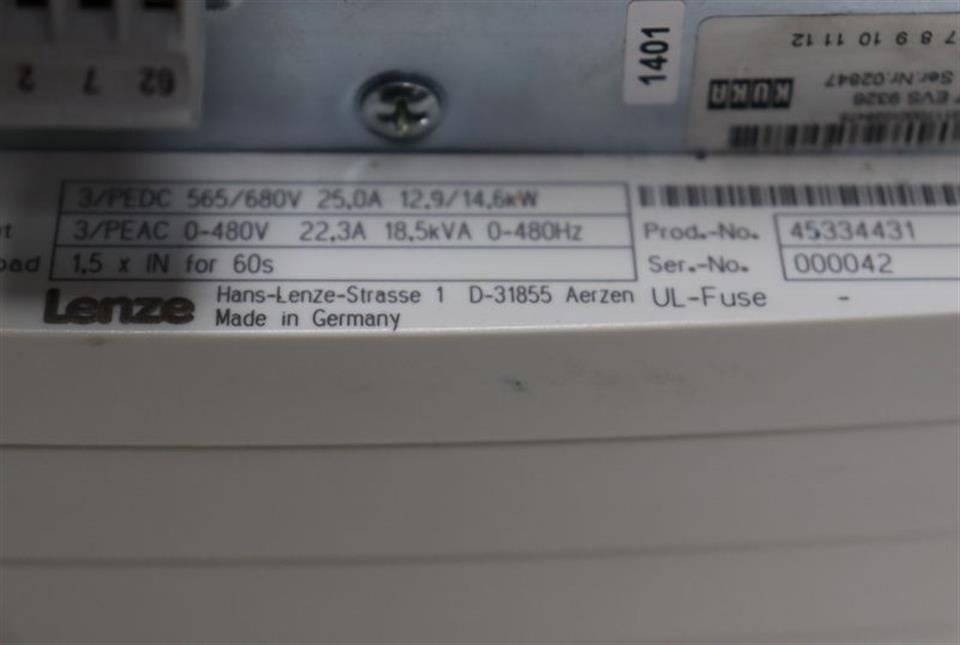 62 7 2
1401
7 8 9 10 11 12
Ser.Nr.02847
EVS 9326
KUKA
3/PEDC 565/680V 25.0A 12.9/14.6kW
3/PEAC 0-480V 22.3A 18.5kVA 0-480Hz
1.5 x IN for 60s
Prod.-No. 45334431
Ser.-No. 000042
Lenze
Hans-Lenze-Strasse 1 D-31855 Aerzen
Made in Germany
UL-Fuse -